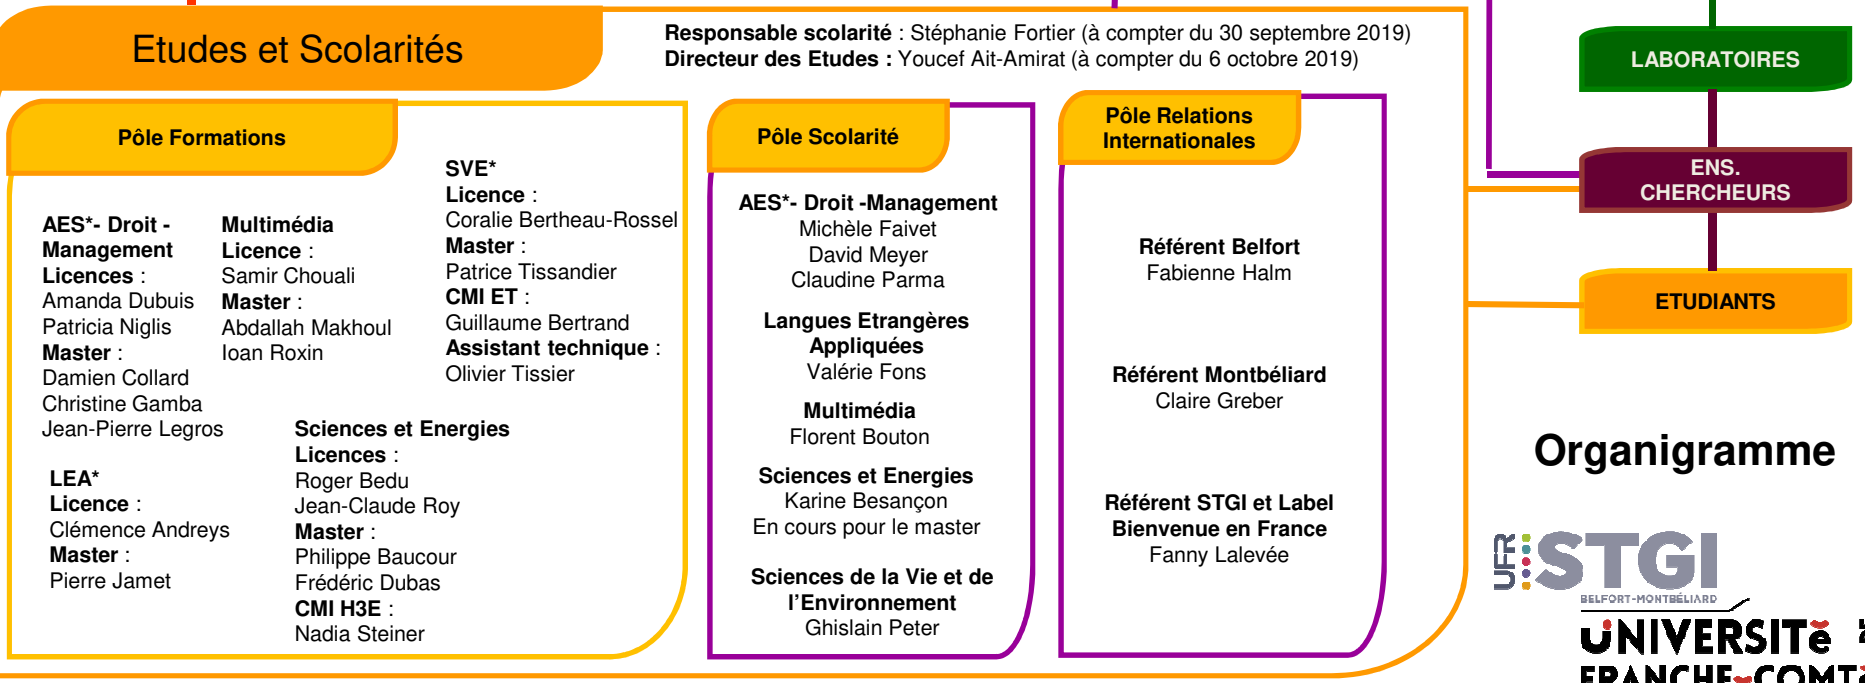 Etudes et Scolarités
Responsable scolarité : Stéphanie Fortier (à compter du 30 septembre 2019)
Directeur des Etudes : Youcef Ait-Amirat (à compter du 6 octobre 2019)
Pôle Formations
AES*- Droit -
Management
Licences :
Amanda Dubuis
Patricia Niglis
Master :
Damien Collard
Christine Gamba
Jean-Pierre Legros
Multimédia
Licence :
Samir Chouali
Master :
Abdallah Makhoul
Ioan Roxin
SVE*
Licence :
Coralie Bertheau-Rossel
Master :
Patrice Tissandier
CMI ET :
Guillaume Bertrand
Assistant technique :
Olivier Tissier
LEA*
Licence :
Clémence Andreys
Master :
Pierre Jamet
Sciences et Energies
Licences :
Roger Bedu
Jean-Claude Roy
Master :
Philippe Baucour
Frédéric Dubas
CMI H3E :
Nadia Steiner
Pôle Scolarité
AES*- Droit -Management
Michèle Faivet
David Meyer
Claudine Parma
Langues Etrangères
Appliquées
Valérie Fons
Multimédia
Florent Bouton
Sciences et Energies
Karine Besançon
En cours pour le master
Sciences de la Vie et de
l'Environnement
Ghislain Peter
Pôle Relations
Internationales
Référent Belfort
Fabienne Halm
Référent Montbéliard
Claire Greber
Référent STGI et Label
Bienvenue en France
Fanny Lalevée
LABORATOIRES
ENS.
CHERCHEURS
ETUDIANTS
Organigramme
UFR STGI
BELFORT-MONTBÉLIARD
UNIVERSITĕ
FRANCHE-COMTĕ